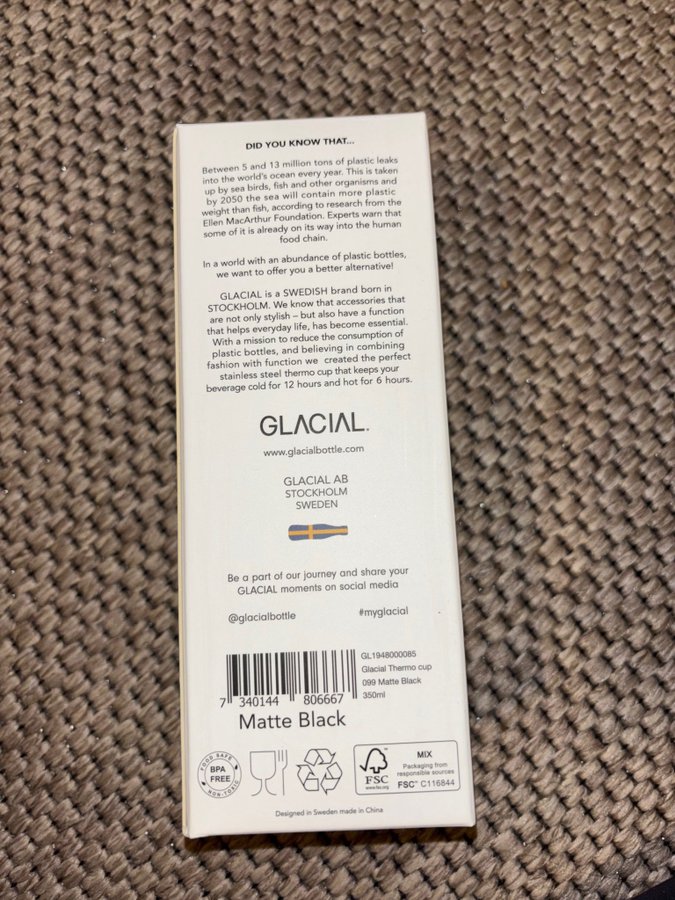 DID YOU KNOW THAT...
Between 5 and 13 million tons of plastic leaks
into the world's ocean every year. This is taken
up by sea birds, fish and other organisms and
by 2050 the sea will contain more plastic
weight than fish, according to research from the
Ellen MacArthur Foundation. Experts warn that
some of it is already on its way into the human
food chain.
In a world with an abundance of plastic bottles,
we want to offer you a better alternative!
GLACIAL is a SWEDISH brand born in
STOCKHOLM. We know that accessories that
are not only stylish – but also have a function
that helps everyday life, has become essential.
With a mission to reduce the consumption of
plastic bottles, and believing in combining
fashion with function we created the perfect
stainless steel thermo cup that keeps your
beverage cold for 12 hours and hot for 6 hours.
GLACIAL.
www.glacialbottle.com
GLACIAL AB
STOCKHOLM
SWEDEN
Be a part of our journey and share your
GLACIAL moments on social media
@glacialbottle #myglacial
GL1948000085
Glacial Thermo cup
099 Matte Black
350ml
7 340144 806667
Matte Black
FOOD SAFE
BPA
FREE
NON-TOXIC
FSC
www.fsc.org
MIX
Packaging from
responsible sources
FSC™ C116844
Designed in Sweden made in China